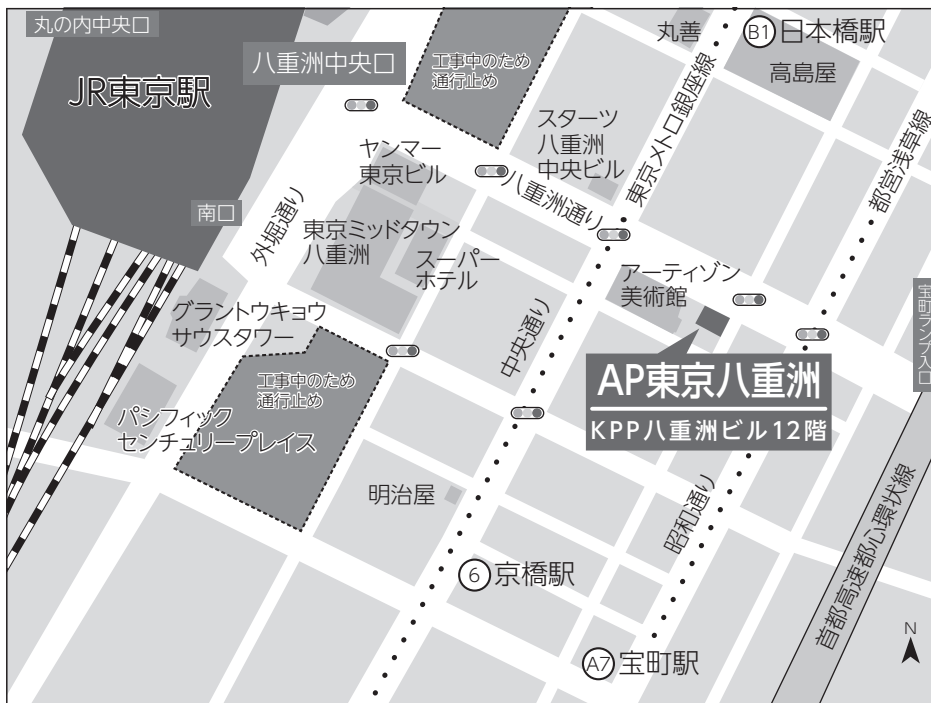 丸の内中央口
JR東京駅
八重洲中央口
工事中のため
通行止め
丸善
B1 日本橋駅
高島屋
スターツ
八重洲
中央ビル
ヤンマー
東京ビル
八重洲通り
東京メトロ銀座線
都営浅草線
南口
外堀通り
東京ミッドタウン
八重洲
スーパー
ホテル
アーティゾン
美術館
宝町ランプ入口
グラントウキョウ
サウスタワー
中央通り
工事中のため
通行止め
AP東京八重洲
KPP八重洲ビル12階
パシフィック
センチュリープレイス
明治屋
昭和通り
首都高速都心環状線
6 京橋駅
A7 宝町駅
N